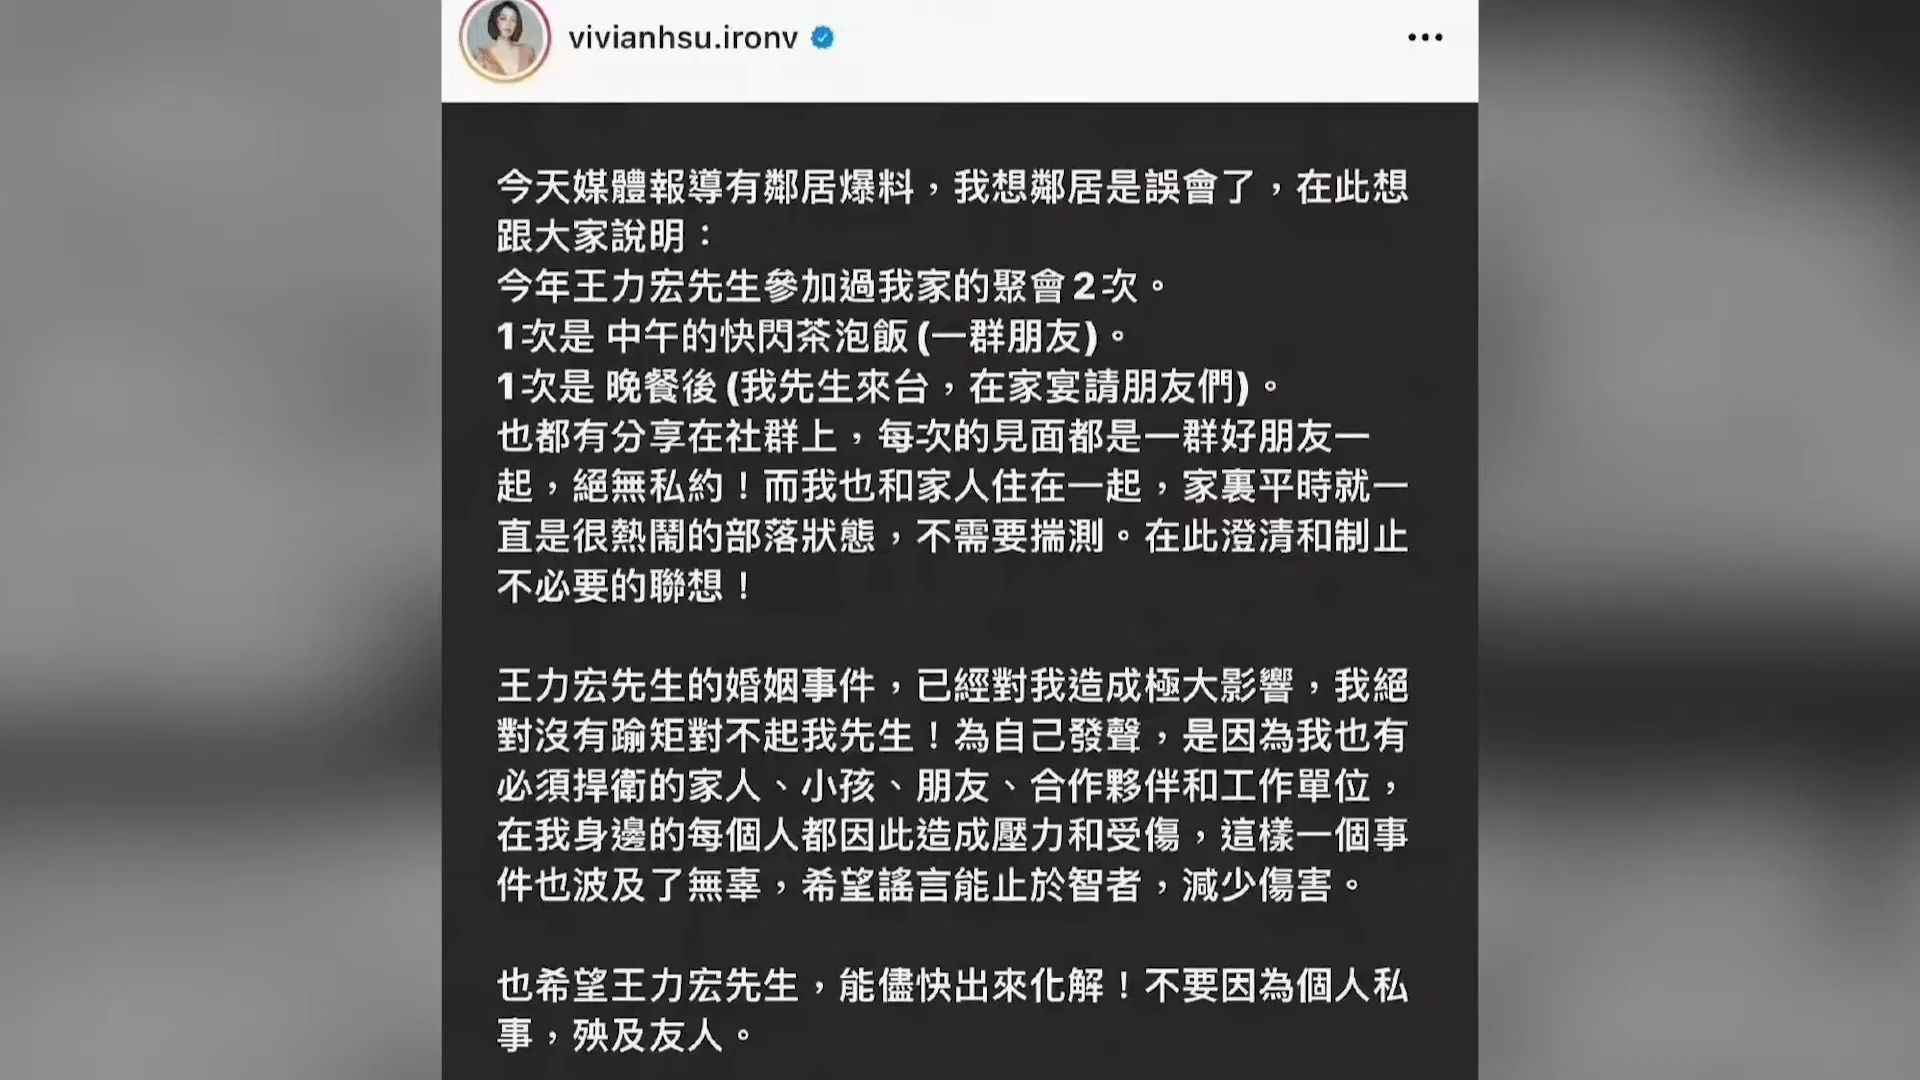 vivianhsu.ironv
今天媒體報導有鄰居爆料，我想鄰居是誤會了，在此想
跟大家說明：
今年王力宏先生參加過我家的聚會2次。
1次是 中午的快閃茶泡飯(一群朋友)。
1次是 晚餐後(我先生來台，在家宴請朋友們)。
也都有分享在社群上，每次的見面都是一群好朋友一
起，絕無私約！而我也和家人住在一起，家裏平時就一
直是很熱鬧的部落狀態，不需要揣測。在此澄清和制止
不必要的聯想！
王力宏先生的婚姻事件，已經對我造成極大影響，我絕
對沒有踰矩對不起我先生！為自己發聲，是因為我也有
必須捍衛的家人、小孩、朋友、合作夥伴和工作單位，
在我身邊的每個人都因此造成壓力和受傷，這樣一個事
件也波及了無辜，希望謠言能止於智者，減少傷害。
也希望王力宏先生，能儘快出來化解！不要因為個人私
事，殃及友人。